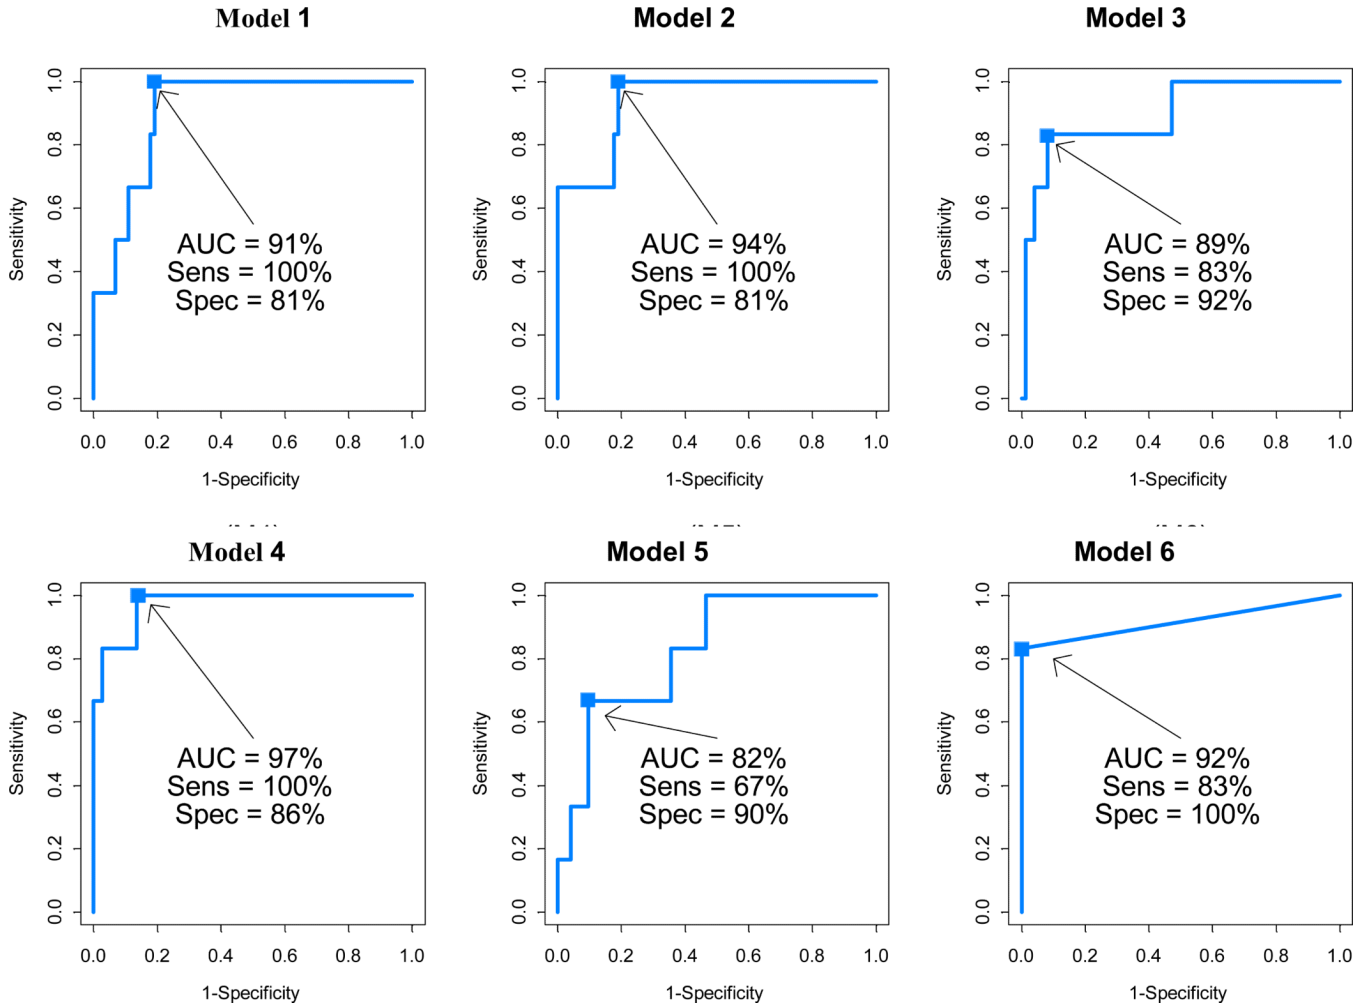 Model 1
Model 2
Model 3
Sensitivity
1.0
0.8
0.6
0.4
0.2
0.0
AUC = 91%
Sens = 100%
Spec = 81%
0.0 0.2 0.4 0.6 0.8 1.0
1-Specificity
Sensitivity
1.0
0.8
0.6
0.4
0.2
0.0
AUC = 94%
Sens = 100%
Spec = 81%
0.0 0.2 0.4 0.6 0.8 1.0
1-Specificity
Sensitivity
1.0
0.8
0.6
0.4
0.2
0.0
AUC = 89%
Sens = 83%
Spec = 92%
0.0 0.2 0.4 0.6 0.8 1.0
1-Specificity
Model 4
Model 5
Model 6
Sensitivity
1.0
0.8
0.6
0.4
0.2
0.0
AUC = 97%
Sens = 100%
Spec = 86%
0.0 0.2 0.4 0.6 0.8 1.0
1-Specificity
Sensitivity
1.0
0.8
0.6
0.4
0.2
0.0
AUC = 82%
Sens = 67%
Spec = 90%
0.0 0.2 0.4 0.6 0.8 1.0
1-Specificity
Sensitivity
1.0
0.8
0.6
0.4
0.2
0.0
AUC = 92%
Sens = 83%
Spec = 100%
0.0 0.2 0.4 0.6 0.8 1.0
1-Specificity